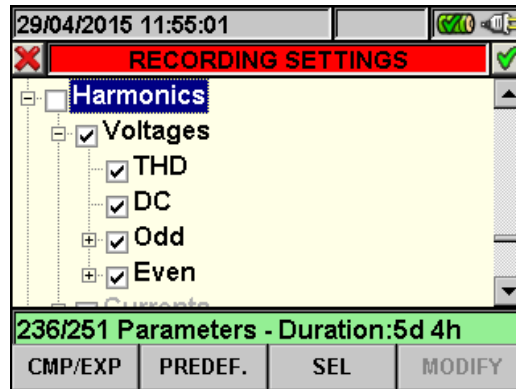 29/04/2015 11:55:01
RECORDING SETTINGS
Harmonics
Voltages
THD
DC
Odd
Even
Currents
236/251 Parameters - Duration:5d 4h
CMP/EXP PREDEF. SEL MODIFY